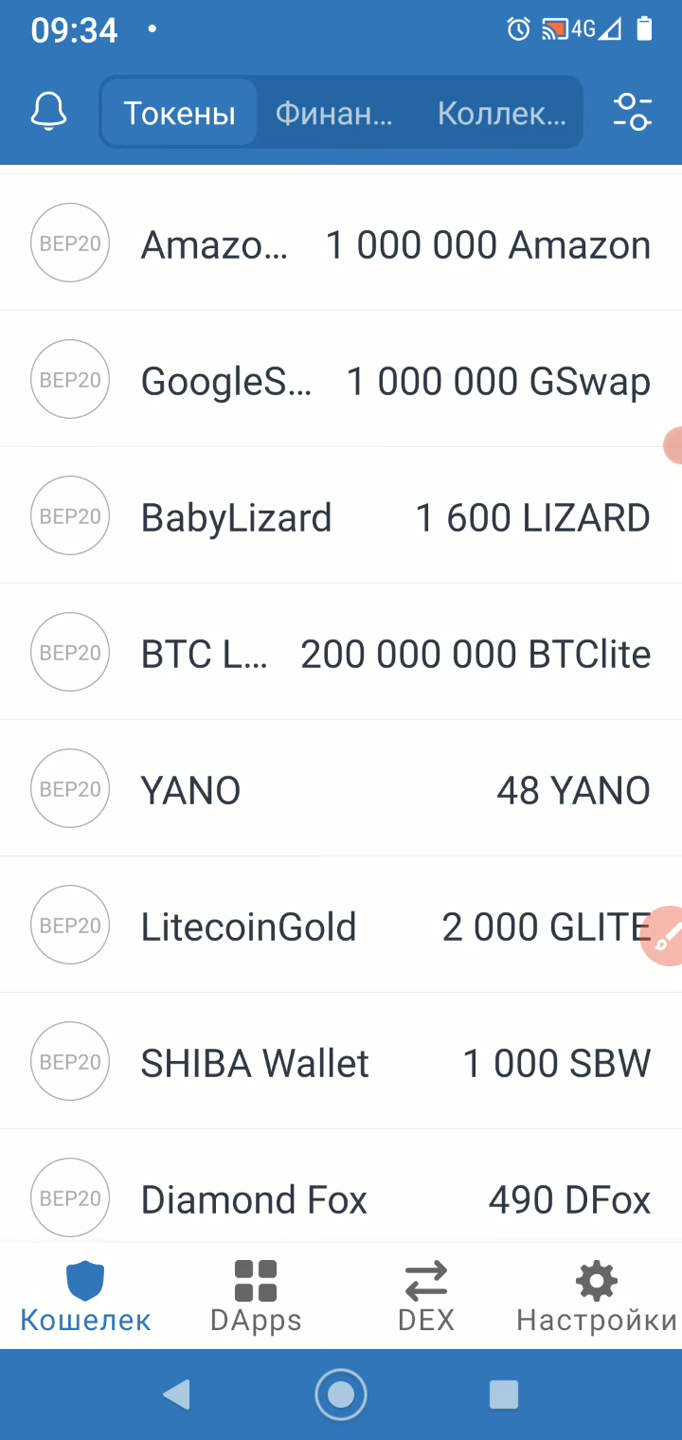 09:34
4G
Токены Финан... Коллек...
BEP20 Amazo... 1 000 000 Amazon
BEP20 GoogleS... 1 000 000 GSwap
BEP20 BabyLizard 1 600 LIZARD
BEP20 BTC L... 200 000 000 BTClite
BEP20 YANO 48 YANO
BEP20 LitecoinGold 2 000 GLITE
BEP20 SHIBA Wallet 1 000 SBW
BEP20 Diamond Fox 490 DFox
Кошелек DApps DEX Настройки